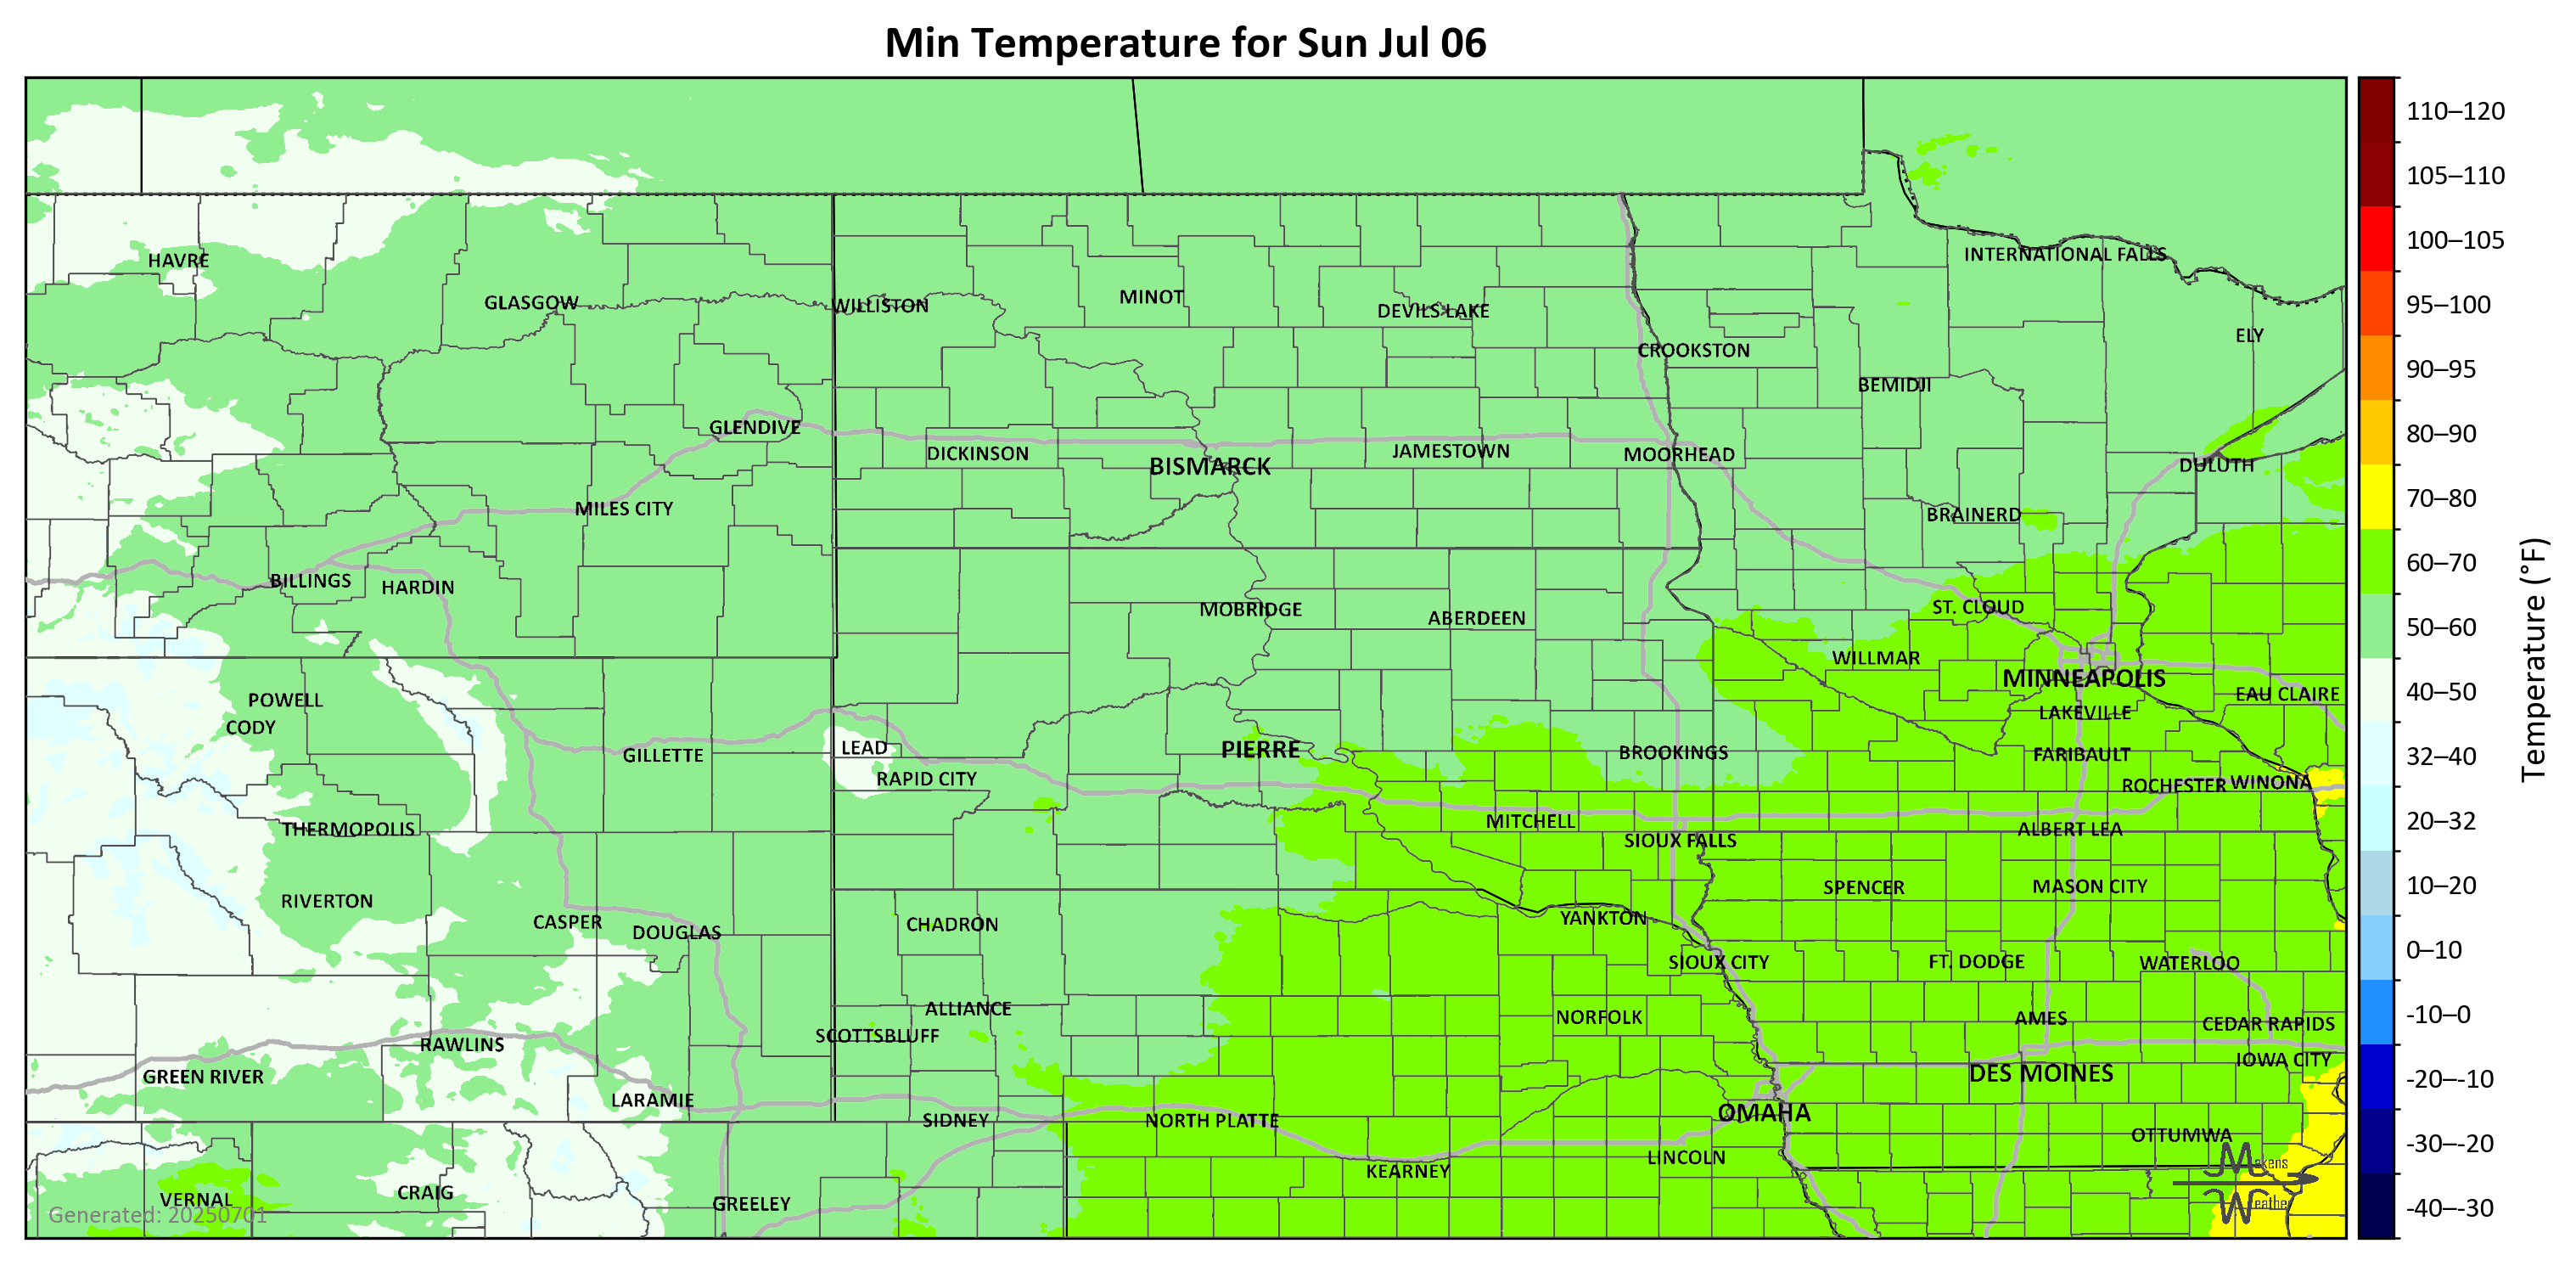 Min Temperature for Sun Jul 06
HAVRE
GLASGOW
WILLISTON
MINOT
DEVILS LAKE
INTERNATIONAL FALLS
ELY
CROOKSTON
BEMIDJI
GLENDIVE
DICKINSON
BISMARCK
JAMESTOWN
MOORHEAD
DULUTH
MILES CITY
BRAINERD
BILLINGS
HARDIN
MOBRIDGE
ABERDEEN
ST. CLOUD
WILLMAR
MINNEAPOLIS
EAU CLAIRE
POWELL
CODY
LAKEVILLE
GILLETTE
LEAD
RAPID CITY
PIERRE
BROOKINGS
FARIBAULT
ROCHESTER
WINONA
THERMOPOLIS
MITCHELL
SIOUX FALLS
ALBERT LEA
RIVERTON
SPENCER
MASON CITY
CASPER
DOUGLAS
CHADRON
YANKTON
SIOUX CITY
FT. DODGE
WATERLOO
ALLIANCE
SCOTTSBLUFF
NORFOLK
AMES
CEDAR RAPIDS
RAWLINS
IOWA CITY
GREEN RIVER
DES MOINES
LARAMIE
SIDNEY
NORTH PLATTE
OMAHA
OTTUMWA
LINCOLN
KEARNEY
VERNAL
CRAIG
GREELEY
Generated: 20250701
Makens
Weather
110–120
105–110
100–105
95–100
90–95
80–90
70–80
60–70
50–60
40–50
32–40
20–32
10–20
0–10
-10–0
-20–-10
-30–-20
-40–-30
Temperature (°F)